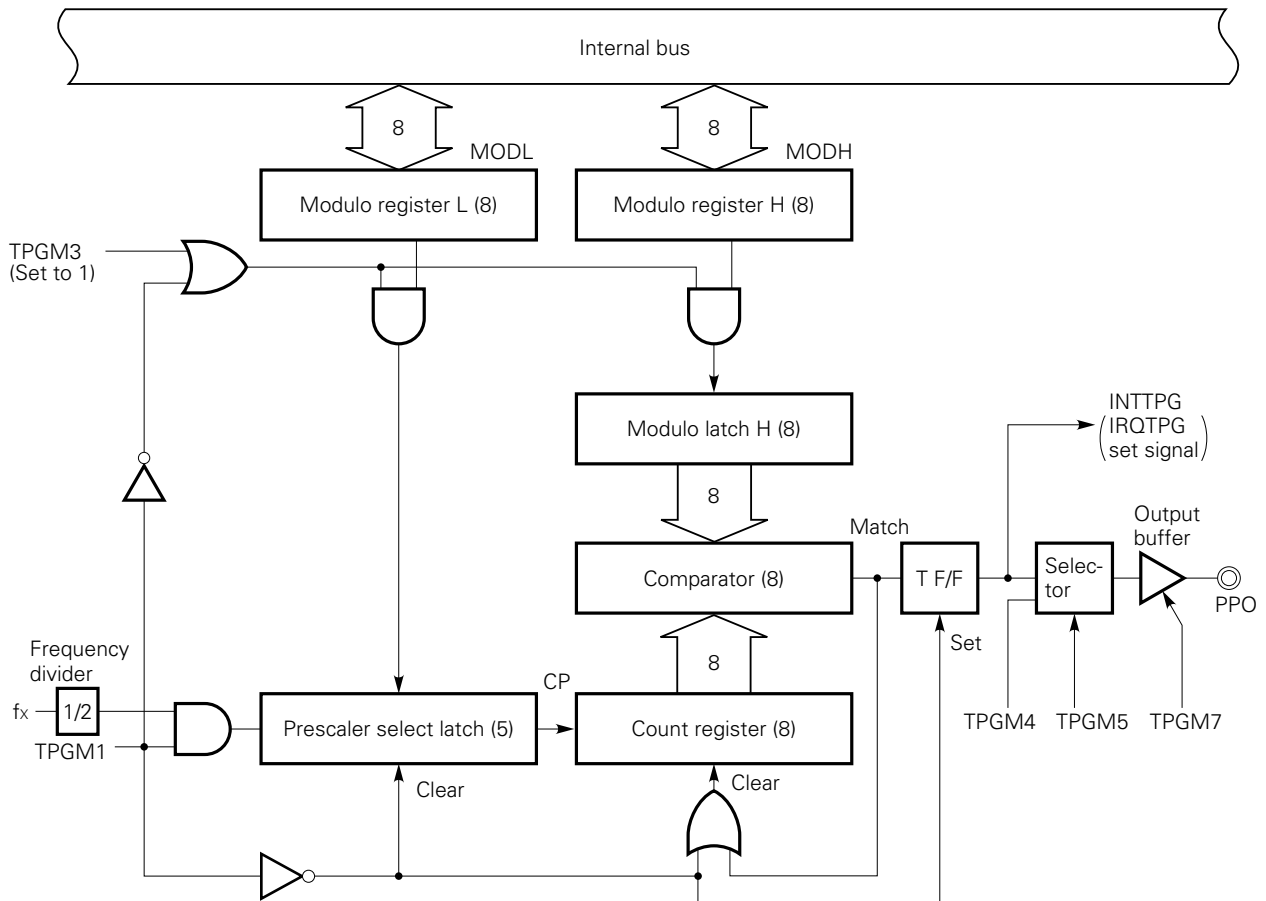 Internal bus
8
8
MODL
MODH
Modulo register L (8)
Modulo register H (8)
TPGM3
(Set to 1)
Modulo latch H (8)
INTTPG
IRQTPG
set signal
8
Match
Output
buffer
Comparator (8)
T F/F
Selec-
tor
PPO
Set
8
Frequency
divider
CP
fx
1/2
Prescaler select latch (5)
Count register (8)
TPGM4
TPGM5
TPGM7
TPGM1
Clear
Clear